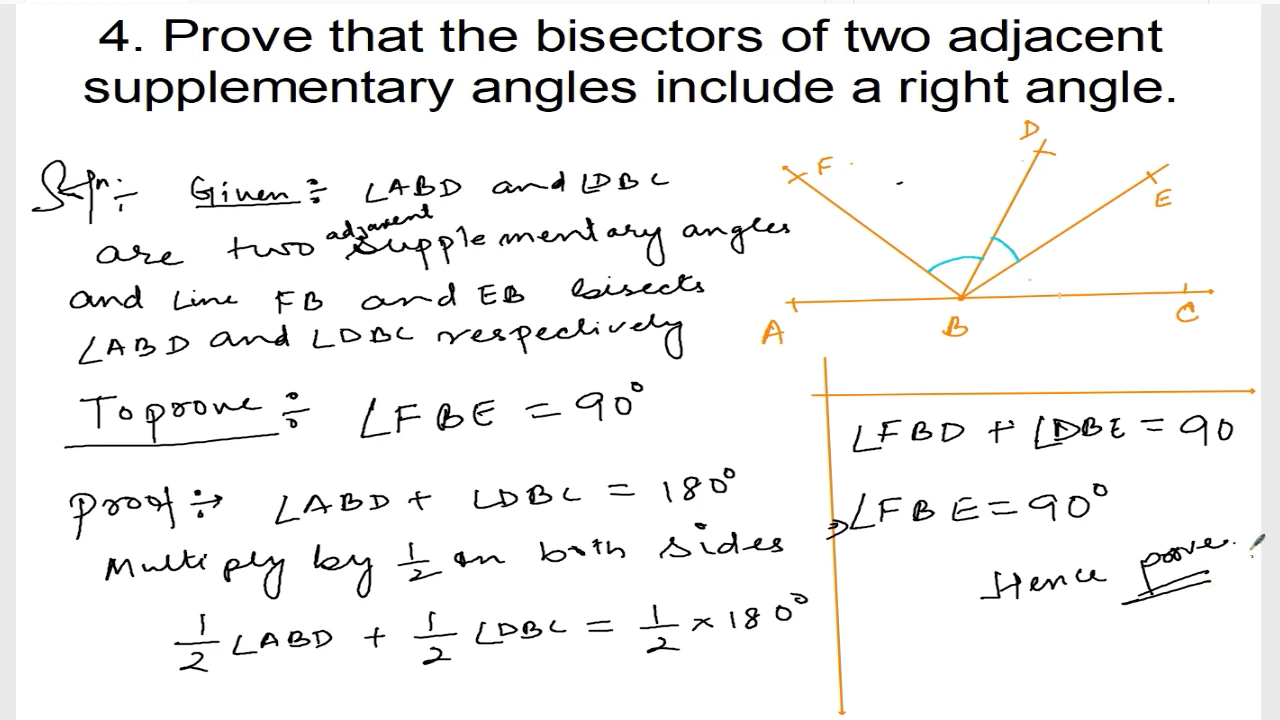 4. Prove that the bisectors of two adjacent
supplementary angles include a right angle.
Soln:- Given ÷ ∠ABD and ∠DBC
are two adjacent supplementary angles
and line FB and EB bisects
∠ABD and ∠DBC respectively
To prove ÷ ∠FBE = 90°
Proof ÷→ ∠ABD + ∠DBC = 180°
Multiply by 1/2 on both sides
1/2 ∠ABD + 1/2 ∠DBC = 1/2 × 180°
F
D
E
A
B
C
∠FBD + ∠DBE = 90
⇒ ∠FBE = 90°
Hence prove.